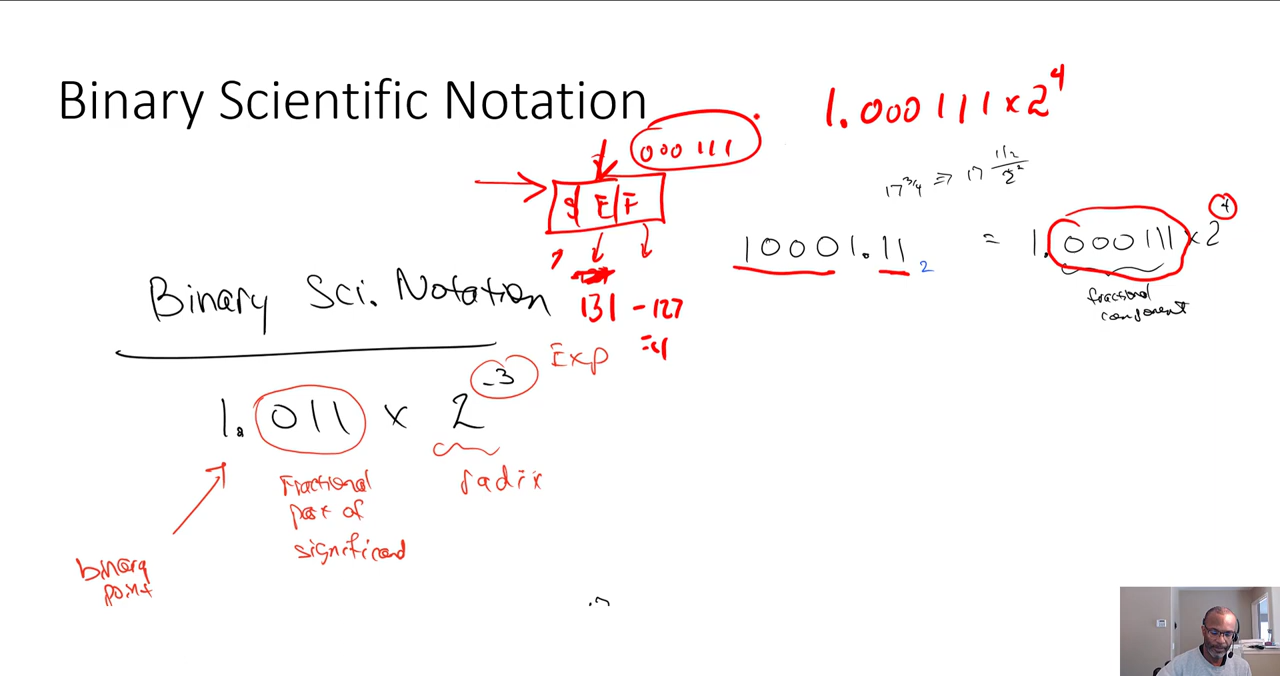 Binary Scientific Notation
1.000111 x 2^4
000111
S E F
17 3/4 ⇒ 17 11/2 / 2^2
10001.11 2 = 1.000111 x 2^4
fractional
component
131 - 127
=4
Binary Sci. Notation
Exp
1.011 x 2^-3
Fractional
part of
significand
radix
binary
point